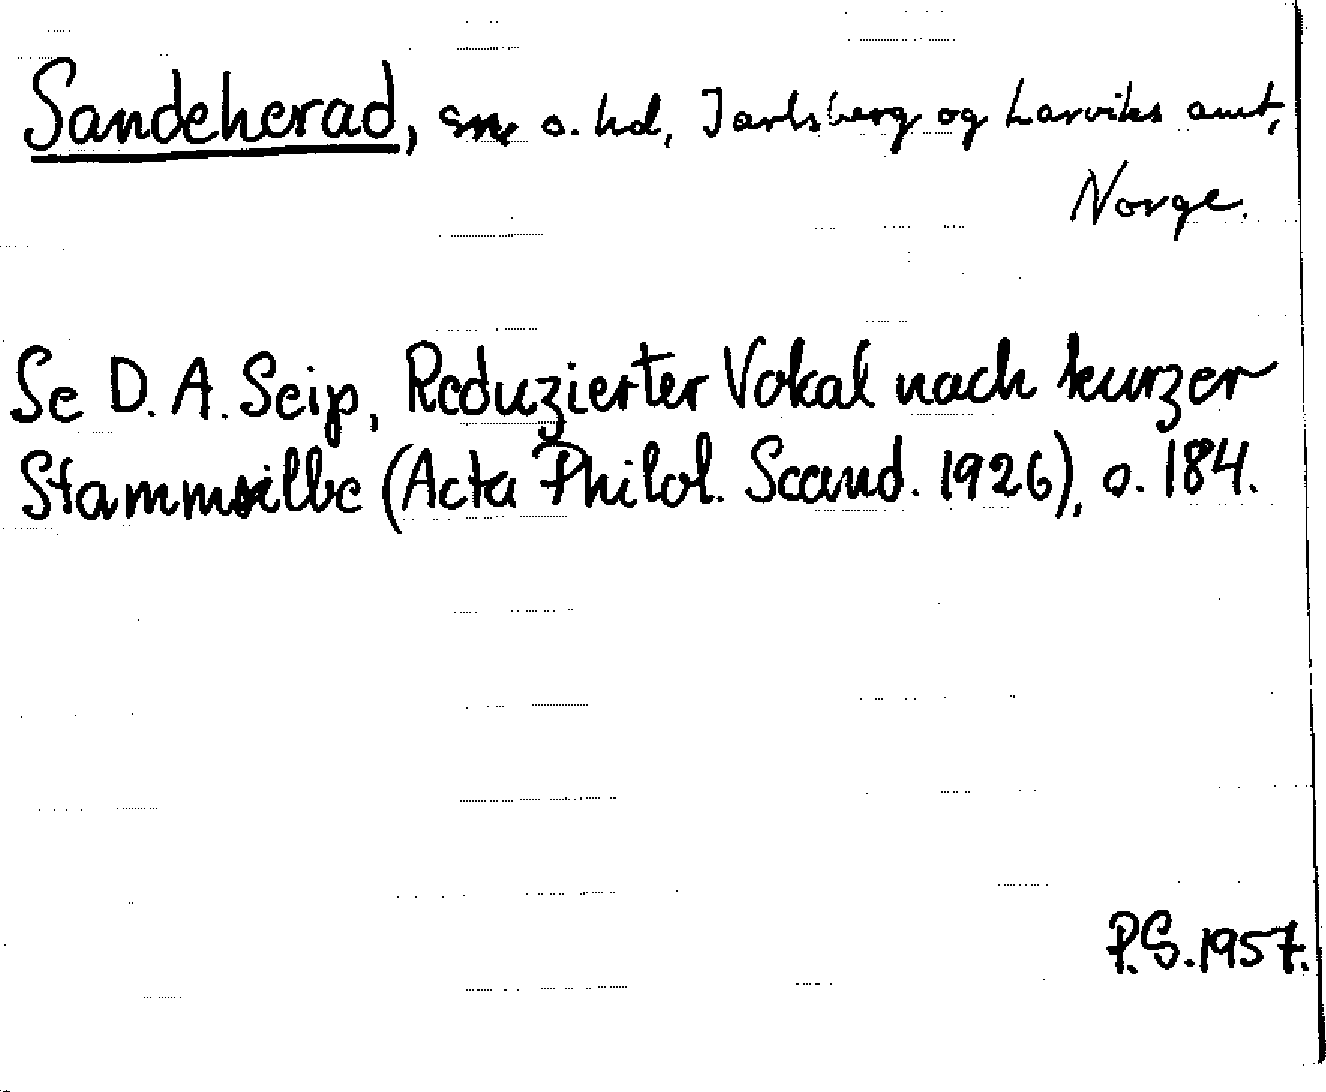 Sandeherad, sn o. hd, Jarlsberg og Larviks amt,
Norge.
Se D. A. Seip, Reduzierter Vokal nach kurzer
Stammsilbe (Acta Philol. Scand. 1926), s. 184.
P.S. 1957.